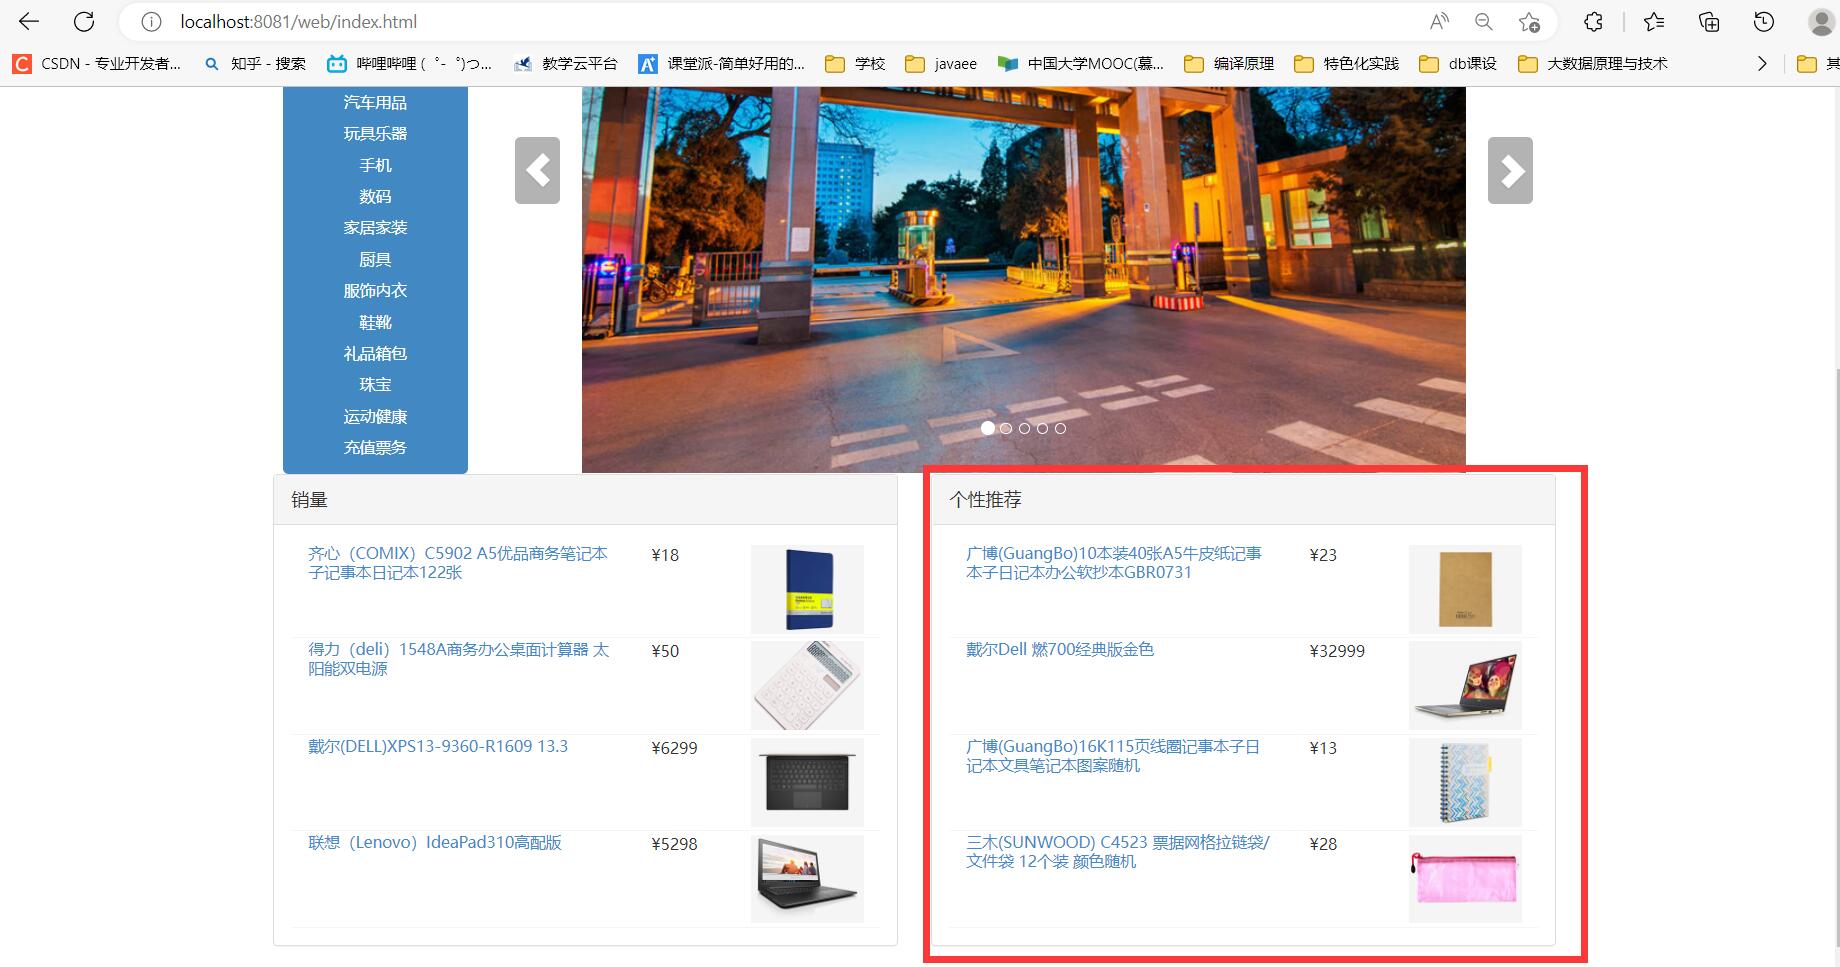 localhost:8081/web/index.html
CSDN - 专业开发者...
知乎 - 搜索
哔哩哔哩 (゜-゜)つ...
教学云平台
课堂派-简单好用的...
学校
javaee
中国大学MOOC(慕...
编译原理
特色化实践
db课设
大数据原理与技术
其
汽车用品
玩具乐器
手机
数码
家居家装
厨具
服饰内衣
鞋靴
礼品箱包
珠宝
运动健康
充值票务
销量
齐心（COMIX）C5902 A5优品商务笔记本
子记事本日记本122张
¥18
得力（deli）1548A商务办公桌面计算器 太
阳能双电源
¥50
戴尔(DELL)XPS13-9360-R1609 13.3
¥6299
联想（Lenovo）IdeaPad310高配版
¥5298
个性推荐
广博(GuangBo)10本装40张A5牛皮纸记事
本子日记本办公软抄本GBR0731
¥23
戴尔Dell 燃700经典版金色
¥32999
广博(GuangBo)16K115页线圈记事本子日
记本文具笔记本图案随机
¥13
三木(SUNWOOD) C4523 票据网格拉链袋/
文件袋 12个装 颜色随机
¥28